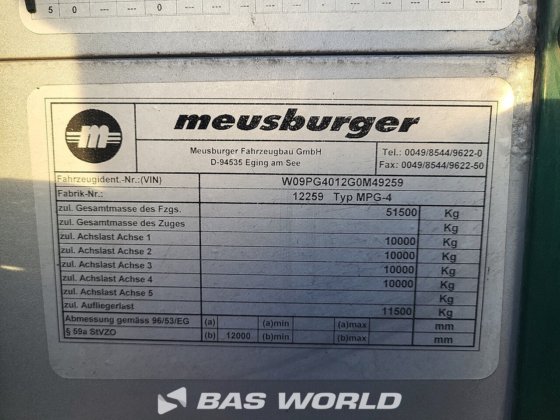 5 0 - - - 0 - - - - - - - 0 - - -
m meusburger
Meusburger Fahrzeugbau GmbH
D-94535 Eging am See
Tel.: 0049/8544/9622-0
Fax: 0049/8544/9622-50
Fahrzeugident.-Nr.:(VIN) W09PG4012G0M49259
Fabrik-Nr.: 12259 Typ MPG-4
zul. Gesamtmasse des Fzgs. 51500 Kg
zul. Gesamtmasse des Zuges Kg
zul. Achslast Achse 1 10000 Kg
zul. Achslast Achse 2 10000 Kg
zul. Achslast Achse 3 10000 Kg
zul. Achslast Achse 4 10000 Kg
zul. Achslast Achse 5 Kg
zul. Aufliegerlast 11500 Kg
Abmessung gemäss 96/53/EG (a) (a)min (a)max mm
§ 59a StVZO (b) 12000 (b)min (b)max mm
BAS WORLD